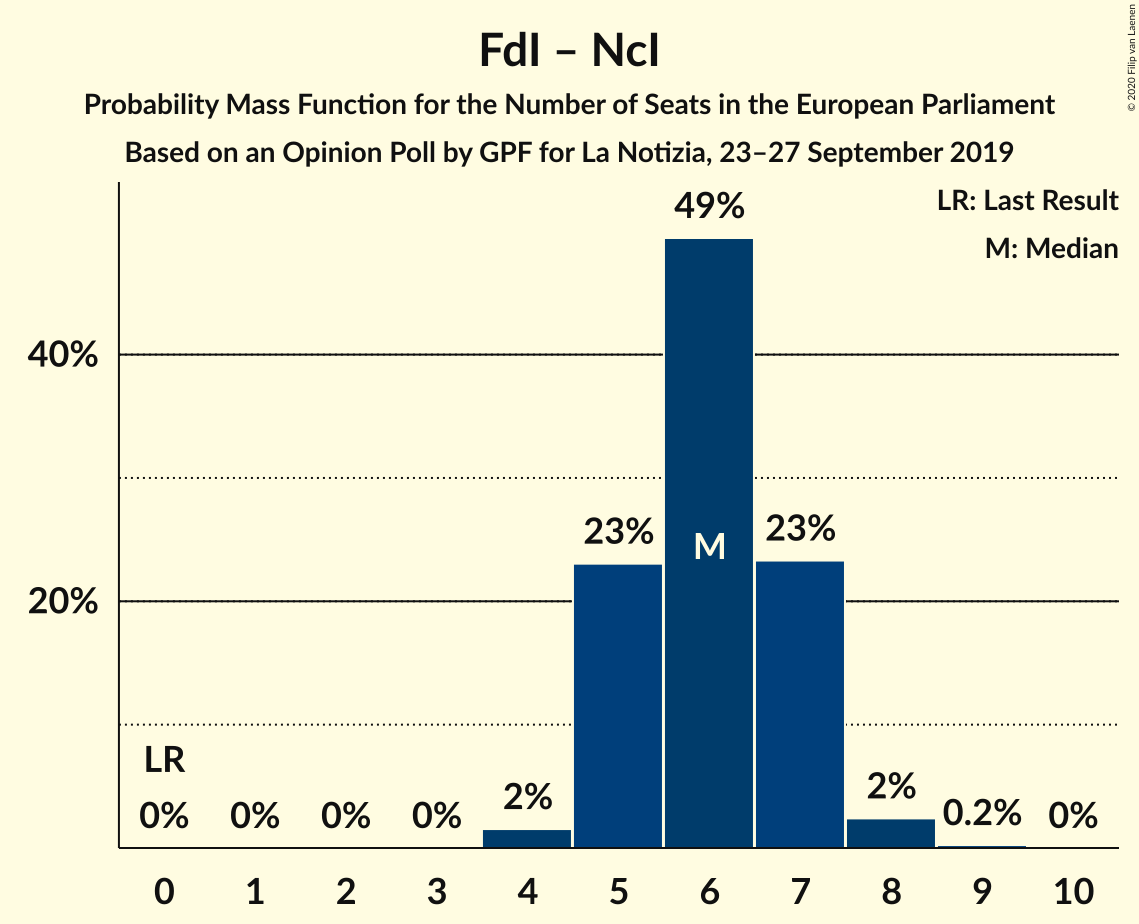 FdI – NcI
Probability Mass Function for the Number of Seats in the European Parliament
Based on an Opinion Poll by GPF for La Notizia, 23–27 September 2019
© 2020 Filip van Laenen
LR: Last Result
M: Median
49%
40%
23%
M
23%
20%
LR
0%
0%
0%
0%
2%
2%
0.2%
0%
0 1 2 3 4 5 6 7 8 9 10